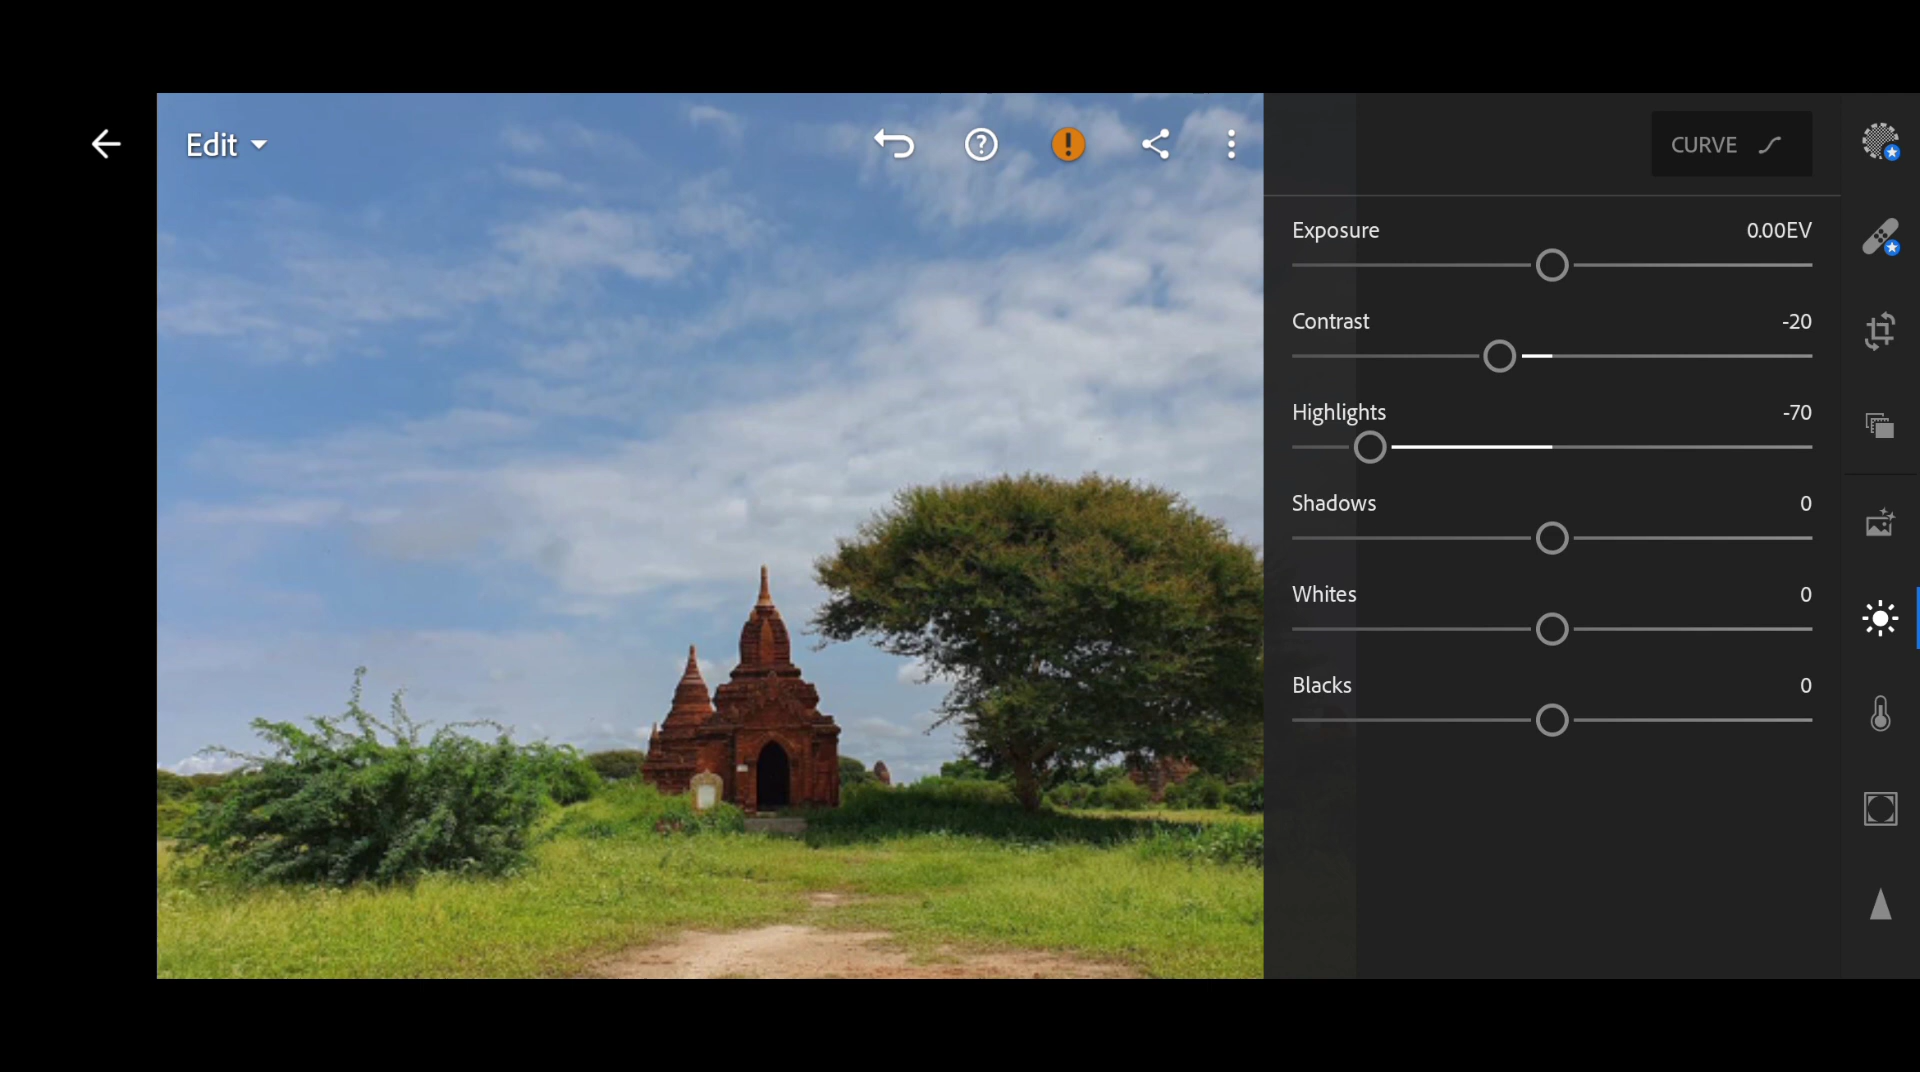 Edit
CURVE
Exposure 0.00EV
Contrast -20
Highlights -70
Shadows 0
Whites 0
Blacks 0